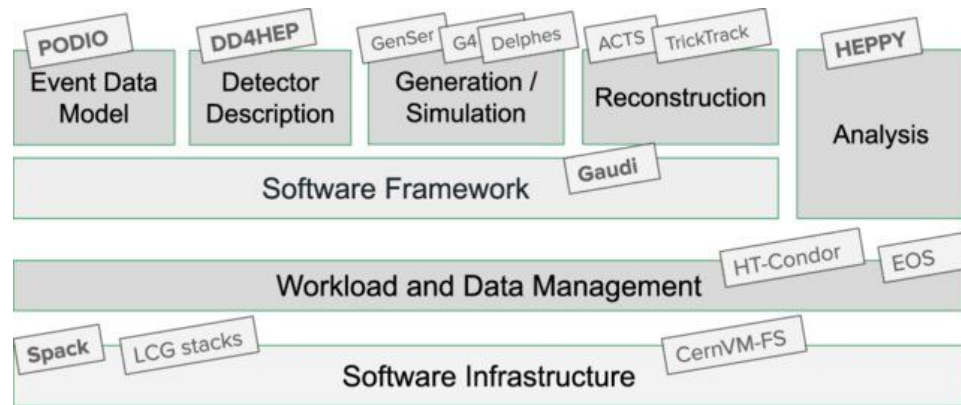 PODIO
Event Data
Model
DD4HEP
Detector
Description
GenSer
G4
Delphes
Generation /
Simulation
ACTS
TrickTrack
Reconstruction
HEPPY
Analysis
Gaudi
Software Framework
HT-Condor
EOS
Workload and Data Management
Spack
LCG stacks
CernVM-FS
Software Infrastructure